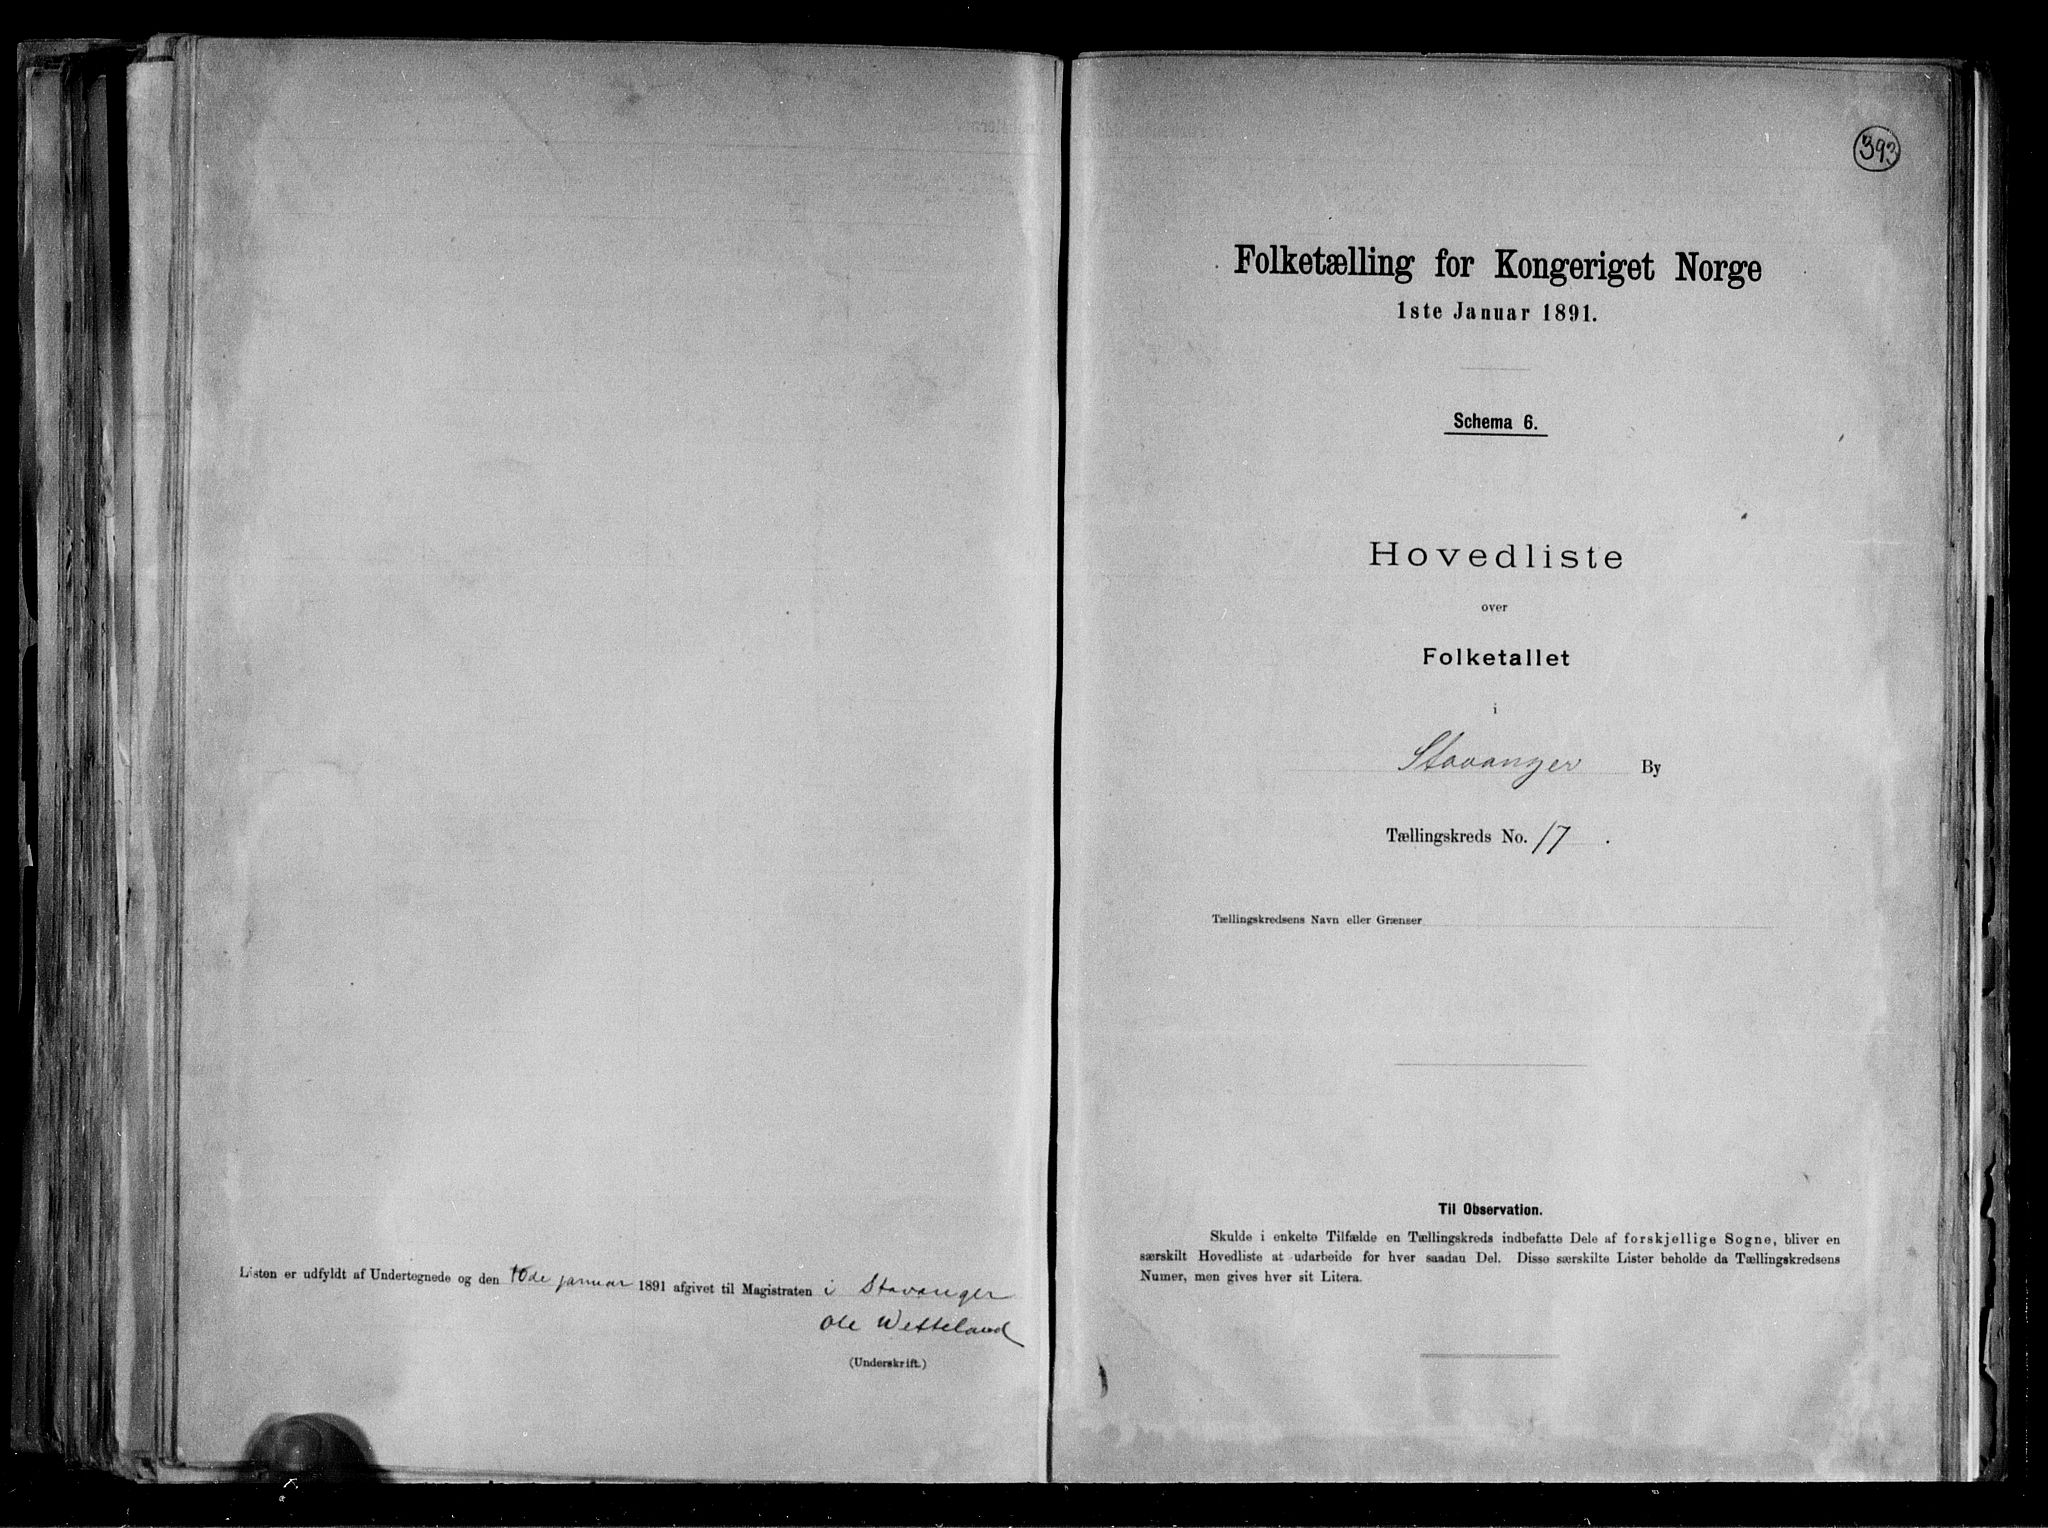 Listen er udfyldt af Undertegnede og den 10de januar 1891 afgivet til Magistraten i Stavanger
Ole Wetteland
(Underskrift.)
393
Folketælling for Kongeriget Norge
1ste Januar 1891.
Schema 6.
Hovedliste
over
Folketallet
i
Stavanger By
Tællingskreds No. 17.
Tællingskredsens Navn eller Grænser
Til Observation.
Skulde i enkelte Tilfælde en Tællingskreds indbefatte Dele af forskjellige Sogne, bliver en
særskilt Hovedliste at udarbeide for hver saadan Del. Disse særskilte Lister beholde da Tællingskredsens
Numer, men gives hver sit Litera.